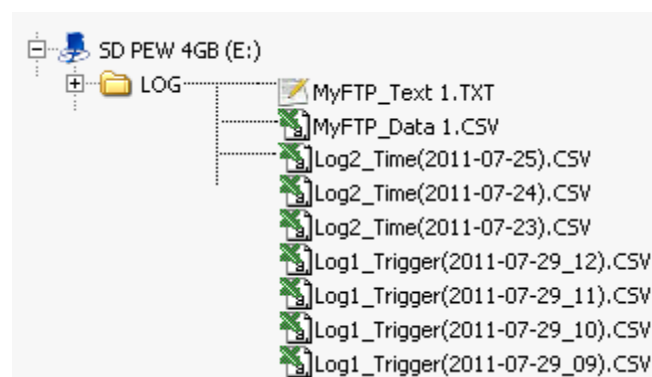 SD PEW 4GB (E:)
LOG
MyFTP_Text 1.TXT
MyFTP_Data 1.CSV
Log2_Time(2011-07-25).CSV
Log2_Time(2011-07-24).CSV
Log2_Time(2011-07-23).CSV
Log1_Trigger(2011-07-29_12).CSV
Log1_Trigger(2011-07-29_11).CSV
Log1_Trigger(2011-07-29_10).CSV
Log1_Trigger(2011-07-29_09).CSV